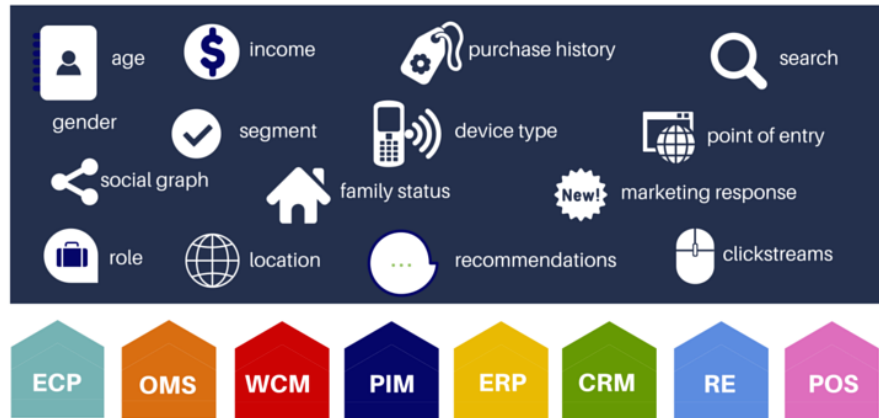 age
income
purchase history
search
gender
segment
device type
point of entry
social graph
family status
New!
marketing response
role
location
...
recommendations
clickstreams
ECP
OMS
WCM
PIM
ERP
CRM
RE
POS